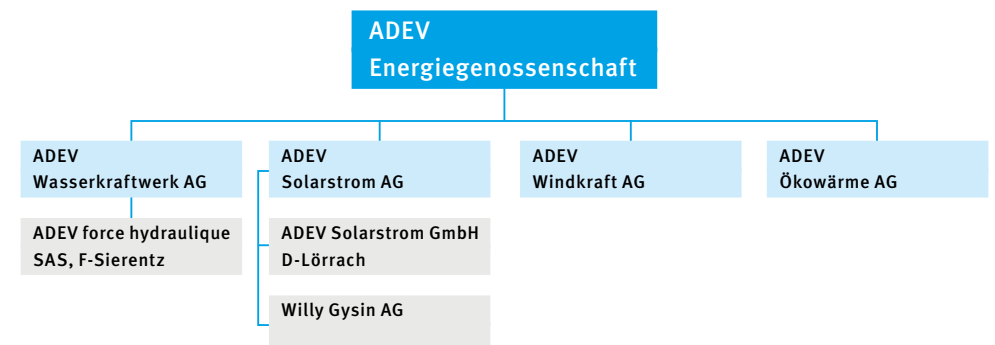 ADEV
Energiegenossenschaft
ADEV
Wasserkraftwerk AG
ADEV
Solarstrom AG
ADEV
Windkraft AG
ADEV
Ökowärme AG
ADEV force hydraulique
SAS, F-Sierentz
ADEV Solarstrom GmbH
D-Lörrach
Willy Gysin AG